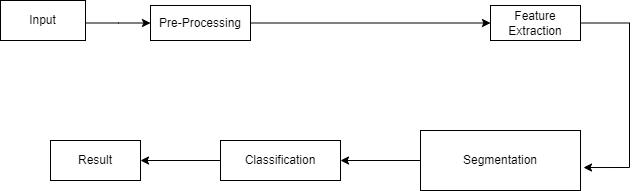 Input
Pre-Processing
Feature
Extraction
Segmentation
Classification
Result